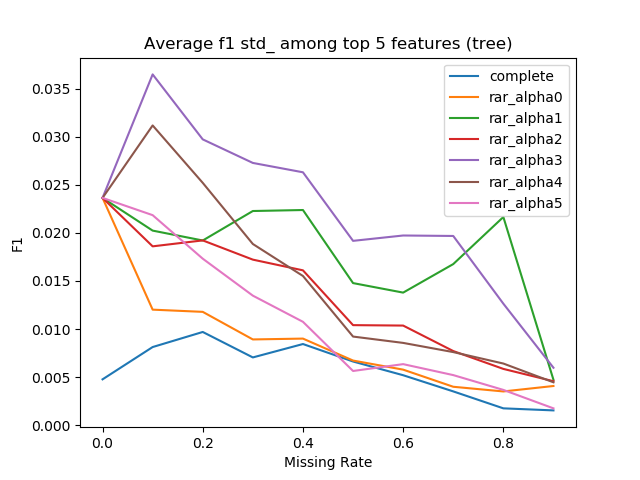 Average f1 std_ among top 5 features (tree)
F1
0.035
0.030
0.025
0.020
0.015
0.010
0.005
0.000
complete
rar_alpha0
rar_alpha1
rar_alpha2
rar_alpha3
rar_alpha4
rar_alpha5
0.0 0.2 0.4 0.6 0.8
Missing Rate